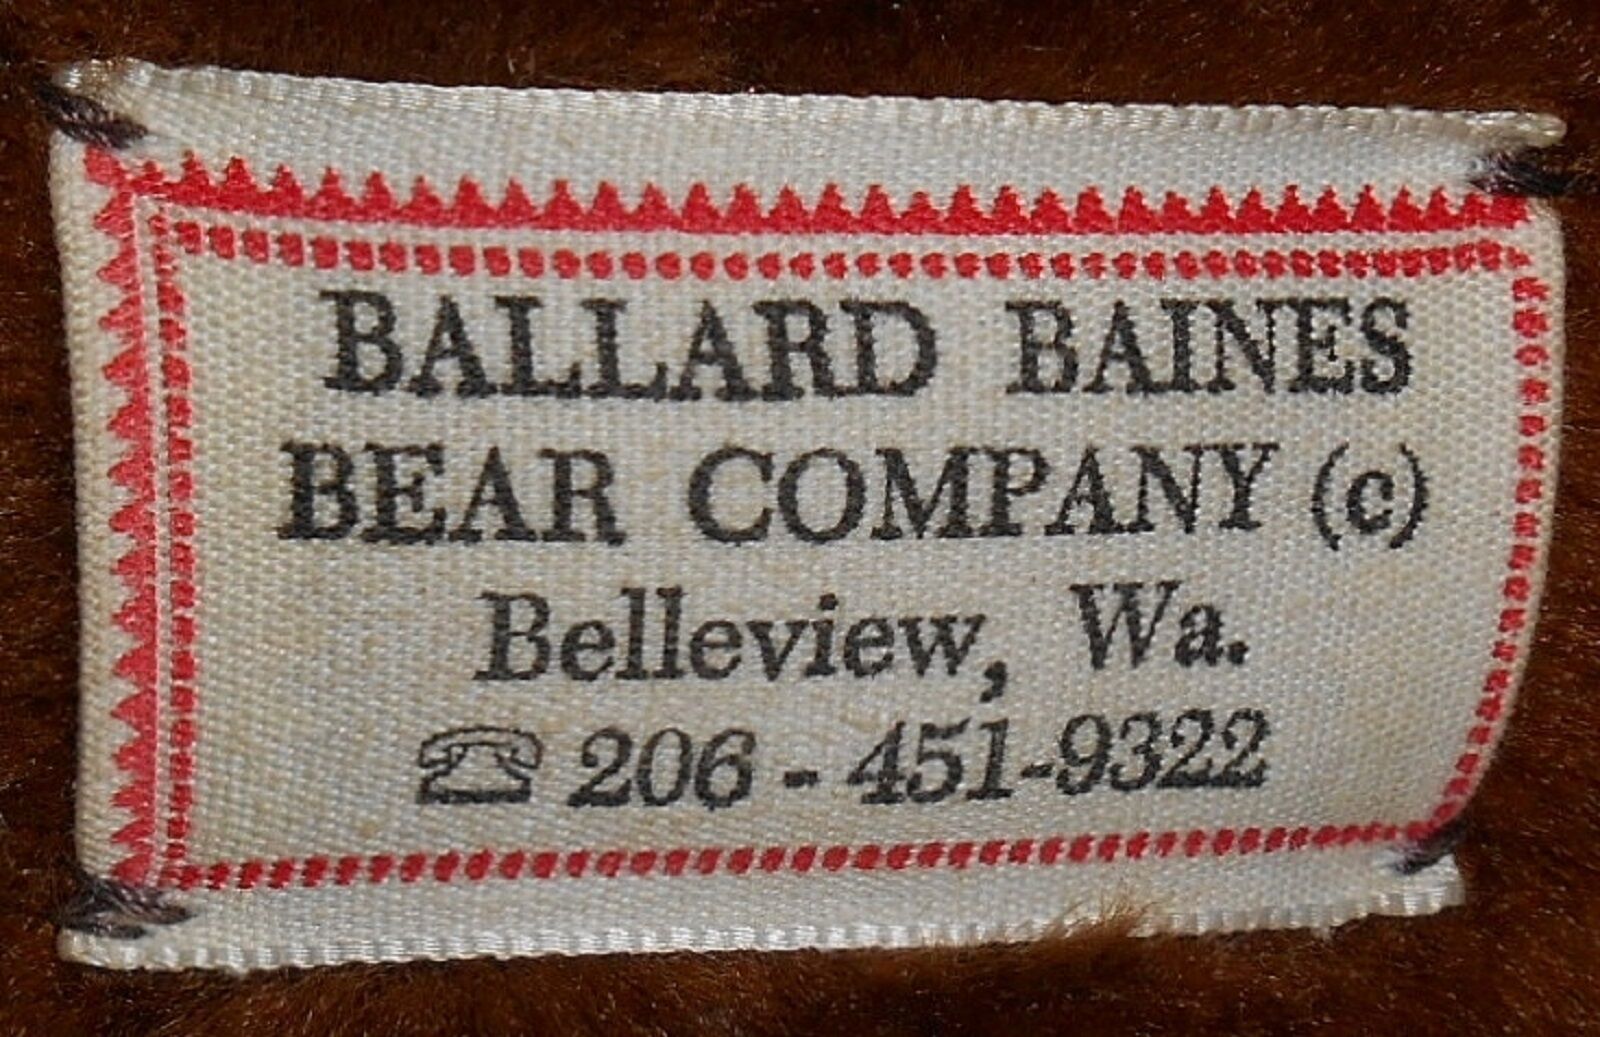 BALLARD BAINES
BEAR COMPANY (c)
Belleview, Wa.
☎ 206 - 451-9322